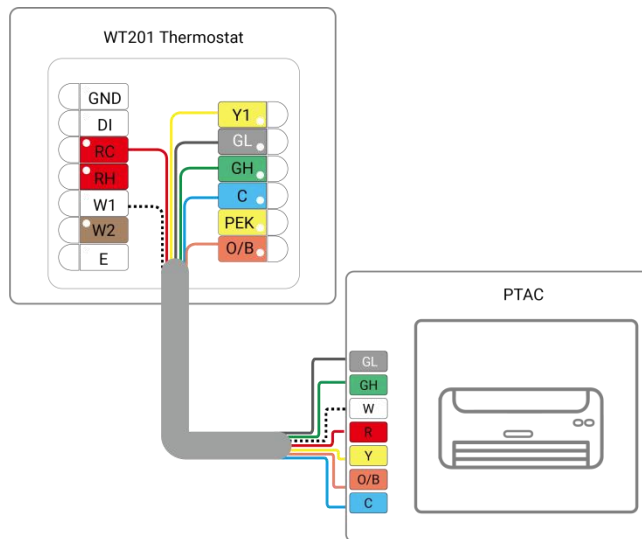 WT201 Thermostat
GND
DI
RC
RH
W1
W2
E
Y1
GL
GH
C
PEK
O/B
PTAC
GL
GH
W
R
Y
O/B
C